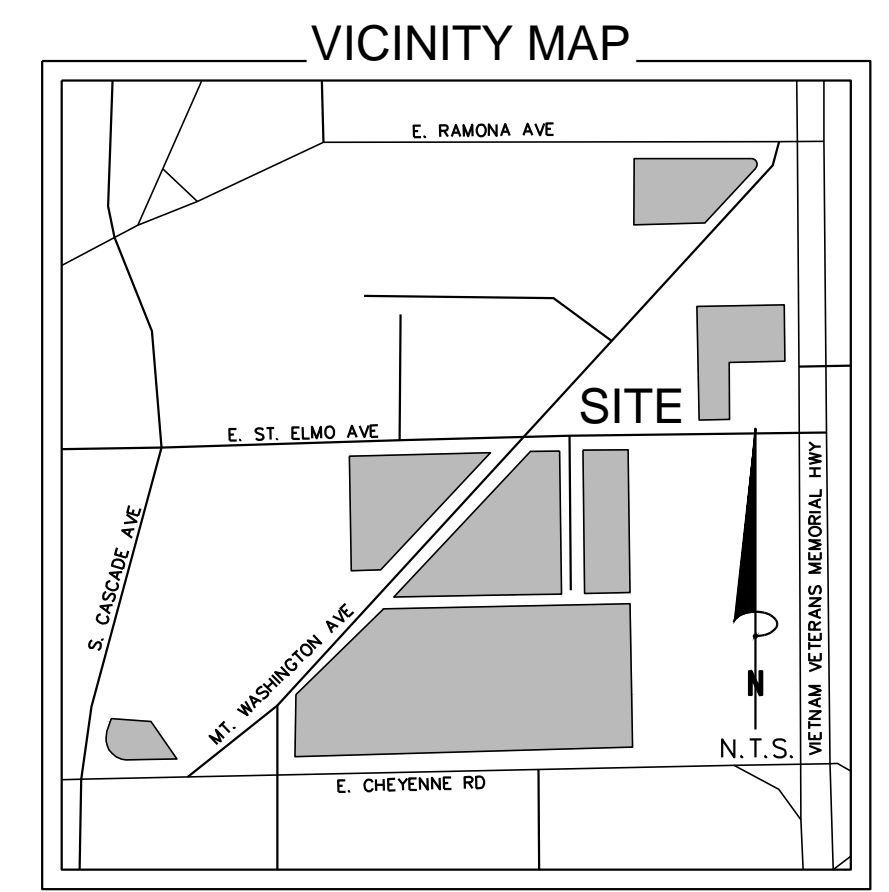 VICINITY MAP
E. RAMONA AVE
SITE
E. ST. ELMO AVE
S. CASCADE AVE
MT. WASHINGTON AVE
VIETNAM VETERANS MEMORIAL HWY
N
N.T.S.
E. CHEYENNE RD